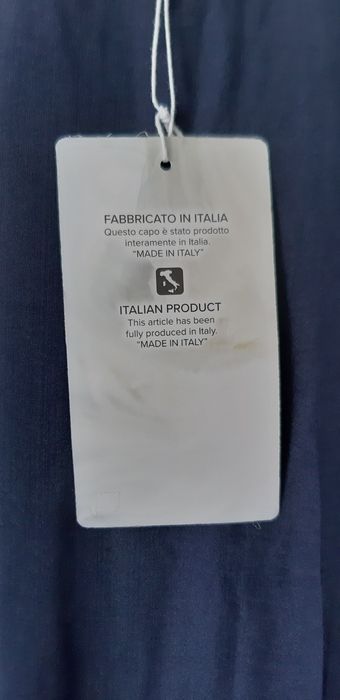 FABBRICATO IN ITALIA
Questo capo è stato prodotto
interamente in Italia.
"MADE IN ITALY"
ITALIAN PRODUCT
This article has been
fully produced in Italy.
"MADE IN ITALY"